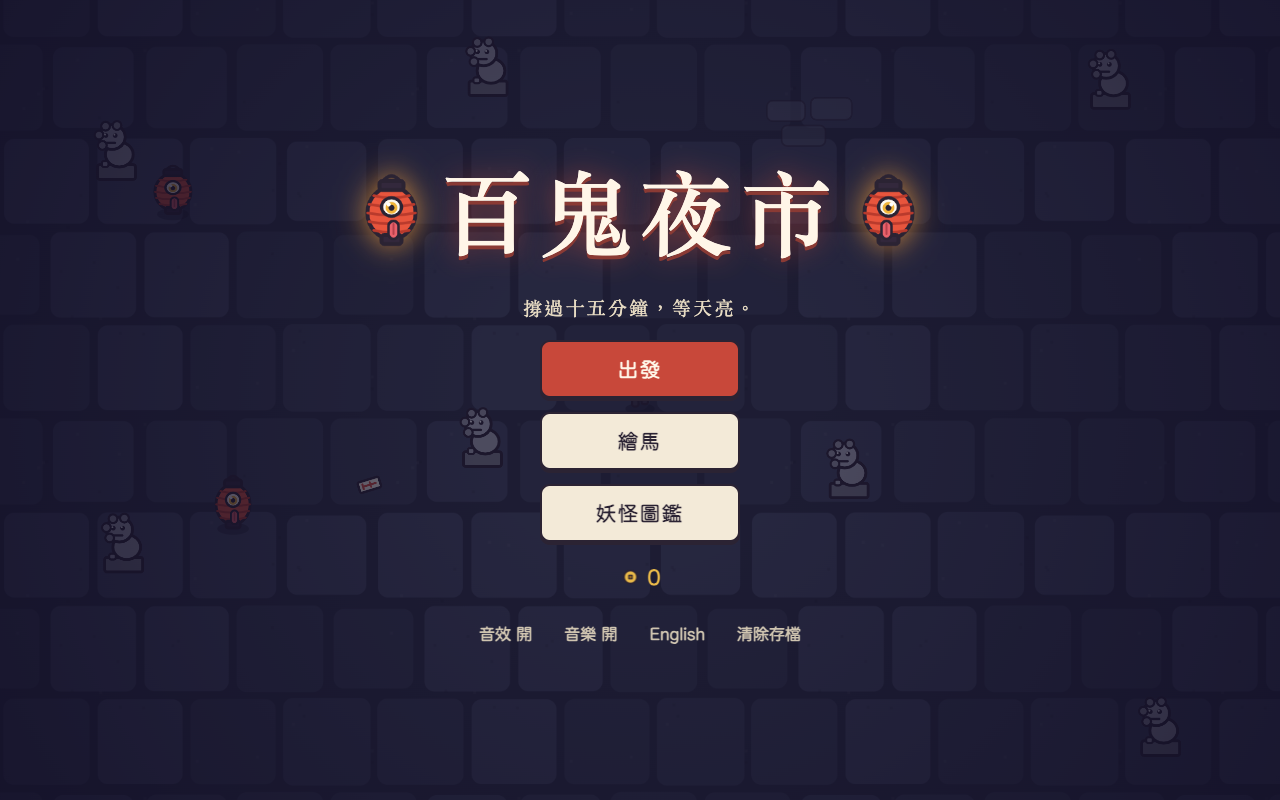 百鬼夜市
撐過十五分鐘，等天亮。
出發
繪馬
妖怪圖鑑
0
音效 開 音樂 開 English 清除存檔